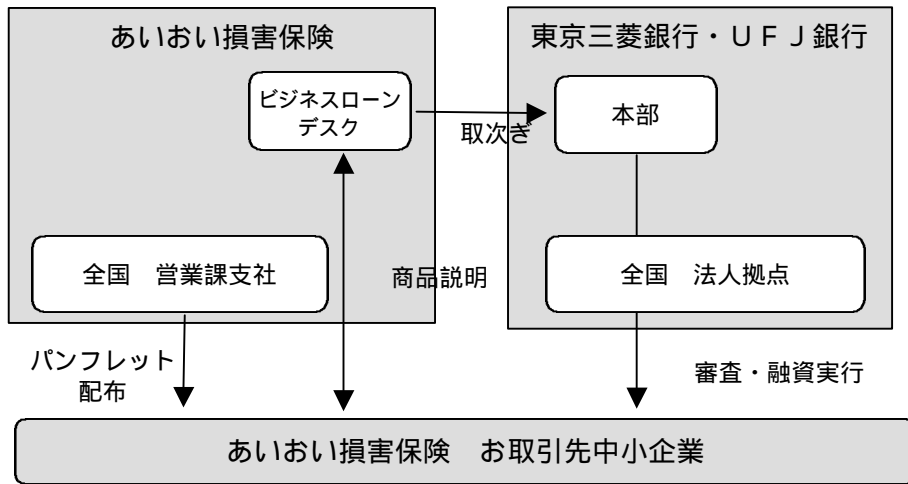 あいおい損害保険
東京三菱銀行・ＵＦＪ銀行
ビジネスローン
デスク
取次ぎ
本部
全国　営業課支社
商品説明
全国　法人拠点
パンフレット
配布
審査・融資実行
あいおい損害保険　お取引先中小企業